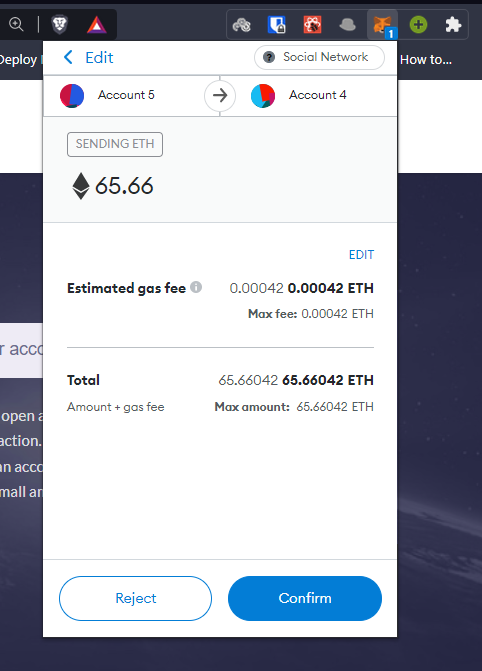 Deploy
How to...
1
Edit
Social Network
Account 5
Account 4
SENDING ETH
65.66
EDIT
Estimated gas fee 0.00042 0.00042 ETH
Max fee: 0.00042 ETH
Total 65.66042 65.66042 ETH
Amount + gas fee Max amount: 65.66042 ETH
r acco
open a
action.
an acco
mall an
Reject
Confirm